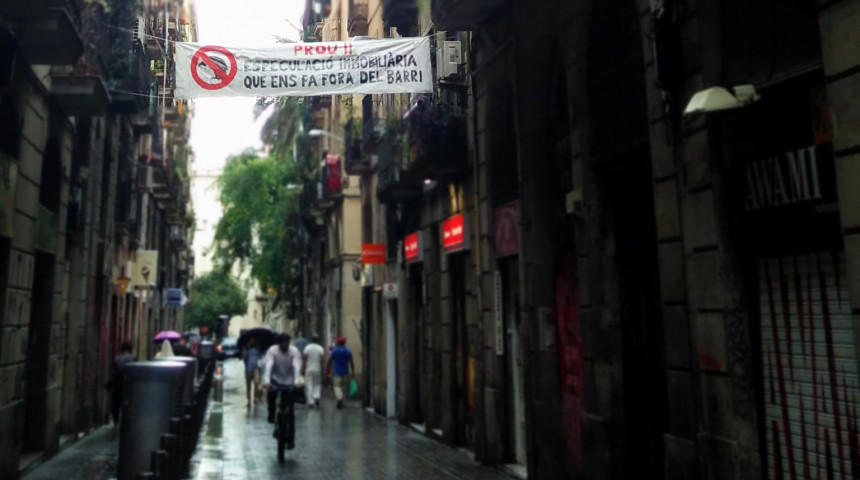 PROU !!
ESPECULACIÓ IMMOBILIÀRIA
QUE ENS FA FORA DEL BARRI
AWAMI